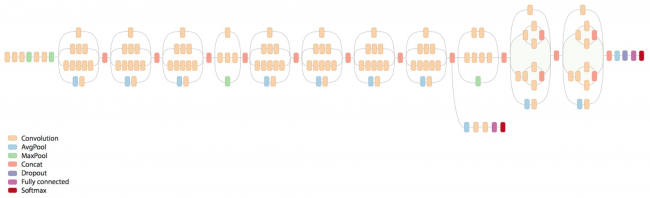 Convolution
AvgPool
MaxPool
Concat
Dropout
Fully connected
Softmax